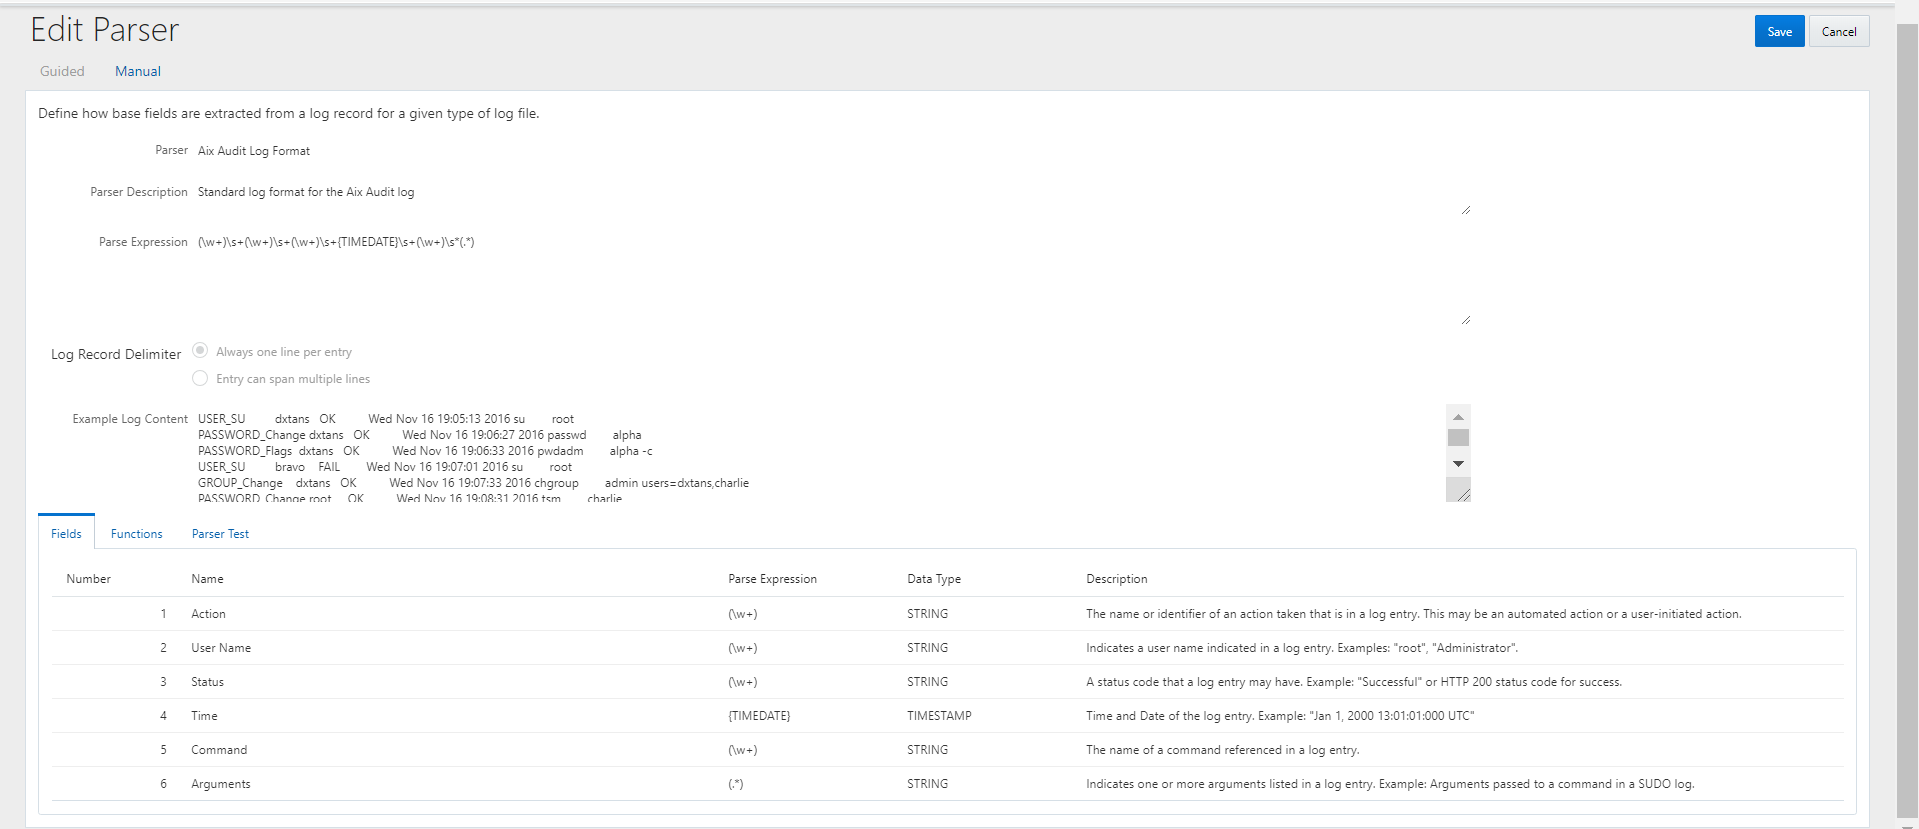 Edit Parser
Save Cancel
Guided Manual
Define how base fields are extracted from a log record for a given type of log file.
Parser Aix Audit Log Format
Parser Description Standard log format for the Aix Audit log
Parse Expression (\w+)\s+(\w+)\s+(\w+)\s+{TIMEDATE}\s+(\w+)\s*(.*)
Log Record Delimiter Always one line per entry
Entry can span multiple lines
Example Log Content USER_SU dxtans OK Wed Nov 16 19:05:13 2016 su root
PASSWORD_Change dxtans OK Wed Nov 16 19:06:27 2016 passwd alpha
PASSWORD_Flags dxtans OK Wed Nov 16 19:06:33 2016 pwdadm alpha -c
USER_SU bravo FAIL Wed Nov 16 19:07:01 2016 su root
GROUP_Change dxtans OK Wed Nov 16 19:07:33 2016 chgroup admin users=dxtans,charlie
PASSWORD_Change root OK Wed Nov 16 19:08:31 2016 tsm charlie
Fields Functions Parser Test
Number Name Parse Expression Data Type Description
1 Action (\w+) STRING The name or identifier of an action taken that is in a log entry. This may be an automated action or a user-initiated action.
2 User Name (\w+) STRING Indicates a user name indicated in a log entry. Examples: "root", "Administrator".
3 Status (\w+) STRING A status code that a log entry may have. Example: "Successful" or HTTP 200 status code for success.
4 Time {TIMEDATE} TIMESTAMP Time and Date of the log entry. Example: "Jan 1, 2000 13:01:01:000 UTC"
5 Command (\w+) STRING The name of a command referenced in a log entry.
6 Arguments (.*) STRING Indicates one or more arguments listed in a log entry. Example: Arguments passed to a command in a SUDO log.